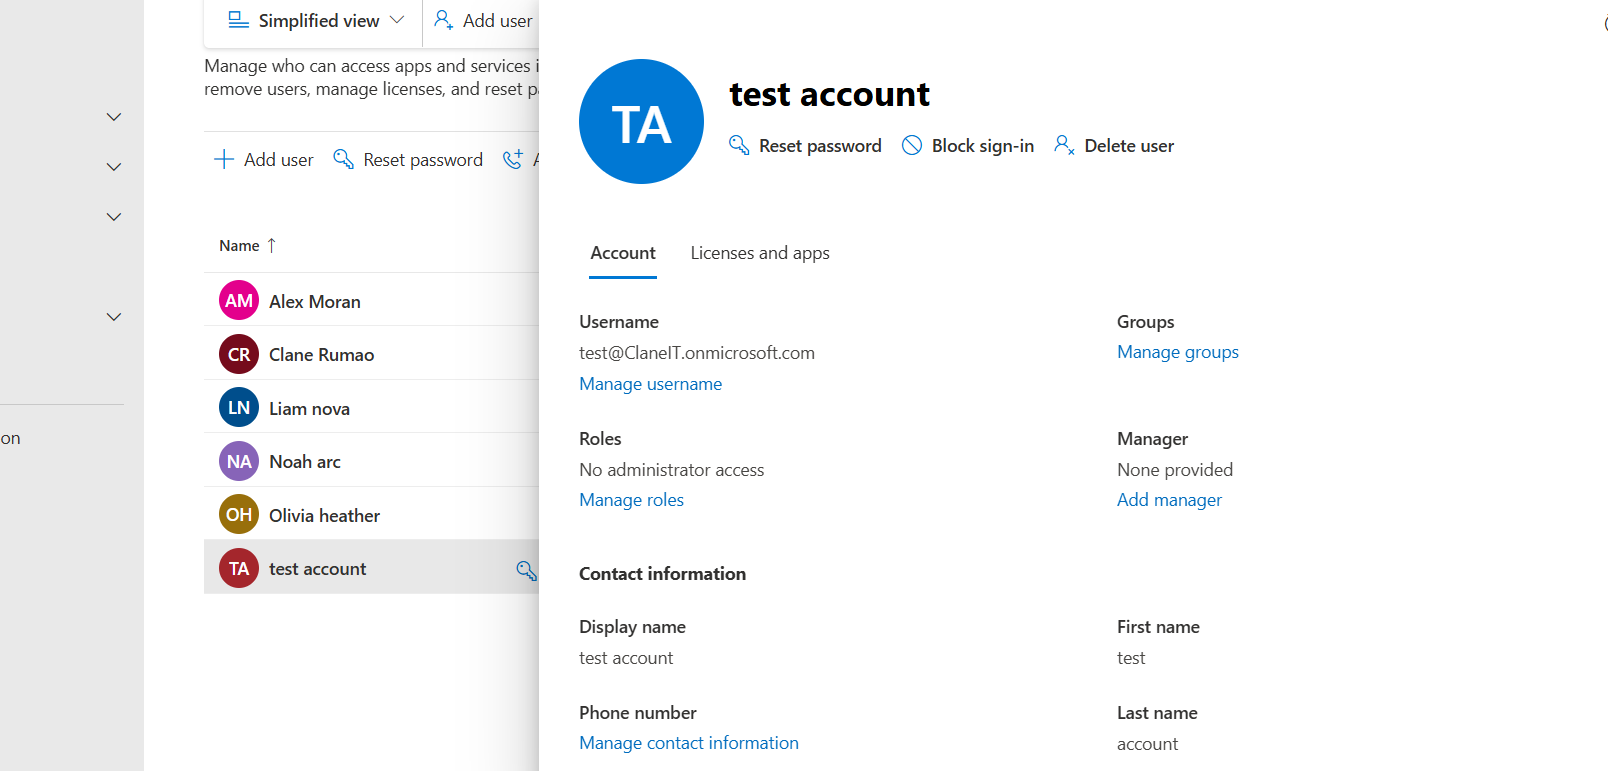 Simplified view
Add user
Manage who can access apps and services
remove users, manage licenses, and reset
Add user
Reset password
Name ↑
AM Alex Moran
CR Clane Rumao
LN Liam nova
NA Noah arc
OH Olivia heather
TA test account
on
TA
test account
Reset password
Block sign-in
Delete user
Account
Licenses and apps
Username
test@ClaneIT.onmicrosoft.com
Manage username
Groups
Manage groups
Roles
No administrator access
Manage roles
Manager
None provided
Add manager
Contact information
Display name
test account
First name
test
Phone number
Manage contact information
Last name
account